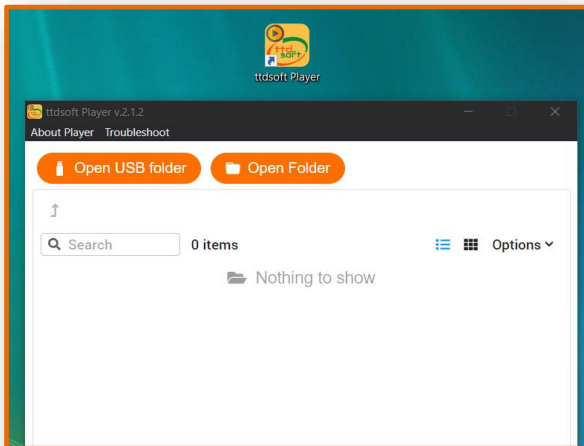 ttdsoft
ttdsoft Player
ttdsoft Player v.2.1.2
About Player Troubleshoot
Open USB folder Open Folder
Search 0 items Options
Nothing to show